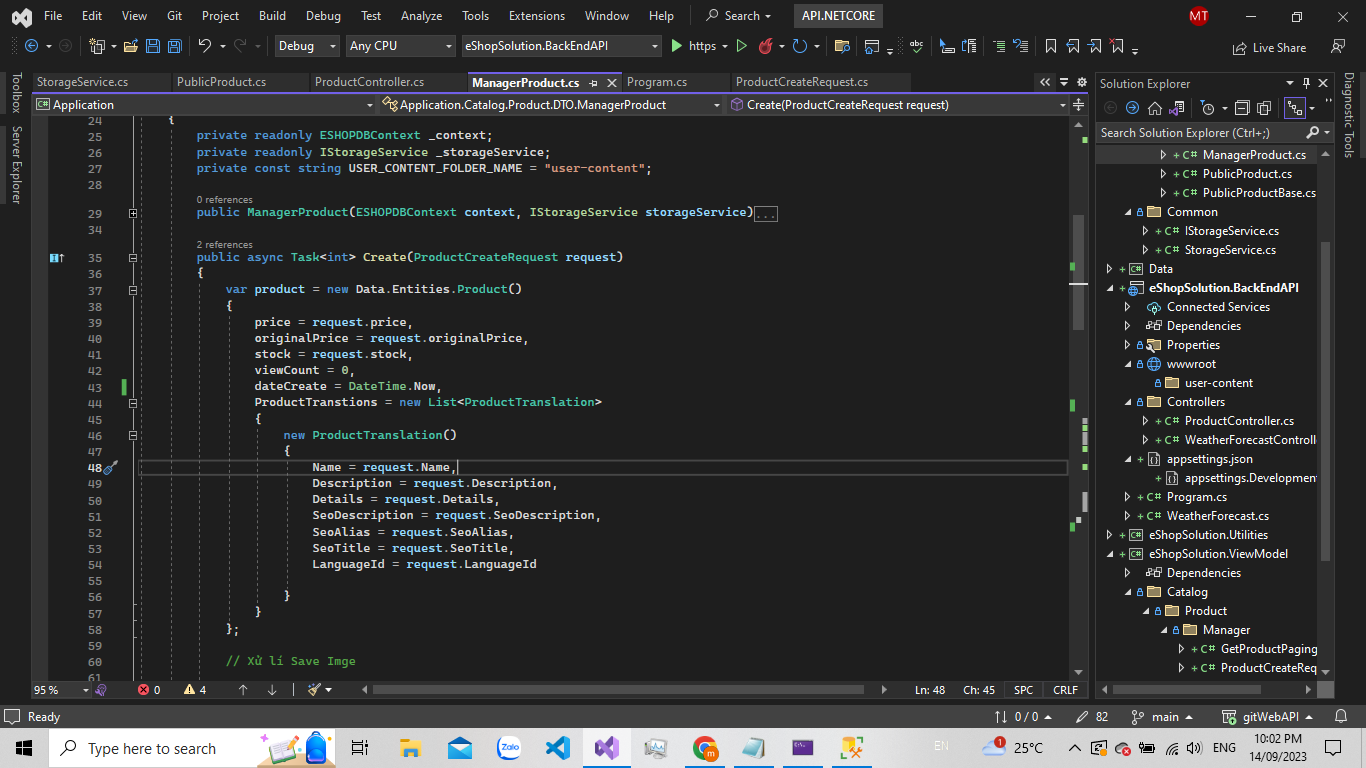 File Edit View Git Project Build Debug Test Analyze Tools Extensions Window Help Search API.NETCORE MT
Debug Any CPU eShopSolution.BackEndAPI https Live Share
Toolbox
Server Explorer
StorageService.cs PublicProduct.cs ProductController.cs ManagerProduct.cs Program.cs ProductCreateRequest.cs
Application Application.Catalog.Product.DTO.ManagerProduct Create(ProductCreateRequest request)
24 {
25 private readonly ESHOPDBContext _context;
26 private readonly IStorageService _storageService;
27 private const string USER_CONTENT_FOLDER_NAME = "user-content";
28
0 references
29 public ManagerProduct(ESHOPDBContext context, IStorageService storageService)...
34
2 references
35 public async Task<int> Create(ProductCreateRequest request)
36 {
37 var product = new Data.Entities.Product()
38 {
39 price = request.price,
40 originalPrice = request.originalPrice,
41 stock = request.stock,
42 viewCount = 0,
43 dateCreate = DateTime.Now,
44 ProductTranstions = new List<ProductTranslation>
45 {
46 new ProductTranslation()
47 {
48 Name = request.Name,
49 Description = request.Description,
50 Details = request.Details,
51 SeoDescription = request.SeoDescription,
52 SeoAlias = request.SeoAlias,
53 SeoTitle = request.SeoTitle,
54 LanguageId = request.LanguageId
55
56 }
57 }
58 };
59
60 // Xử lí Save Imge
61
95 % 0 4 Ln: 48 Ch: 45 SPC CRLF
Solution Explorer
Search Solution Explorer (Ctrl+;)
C# ManagerProduct.cs
C# PublicProduct.cs
C# PublicProductBase.cs
Common
C# IStorageService.cs
C# StorageService.cs
Data
eShopSolution.BackEndAPI
Connected Services
Dependencies
Properties
wwwroot
user-content
Controllers
C# ProductController.cs
C# WeatherForecastControll
appsettings.json
appsettings.Developmen
C# Program.cs
C# WeatherForecast.cs
eShopSolution.Utilities
eShopSolution.ViewModel
Dependencies
Catalog
Product
Manager
C# GetProductPaging
C# ProductCreateReq
Diagnostic Tools
Ready 0 / 0 82 main gitWebAPI
Type here to search Zalo EN 1 25°C ENG 10:02 PM
14/09/2023